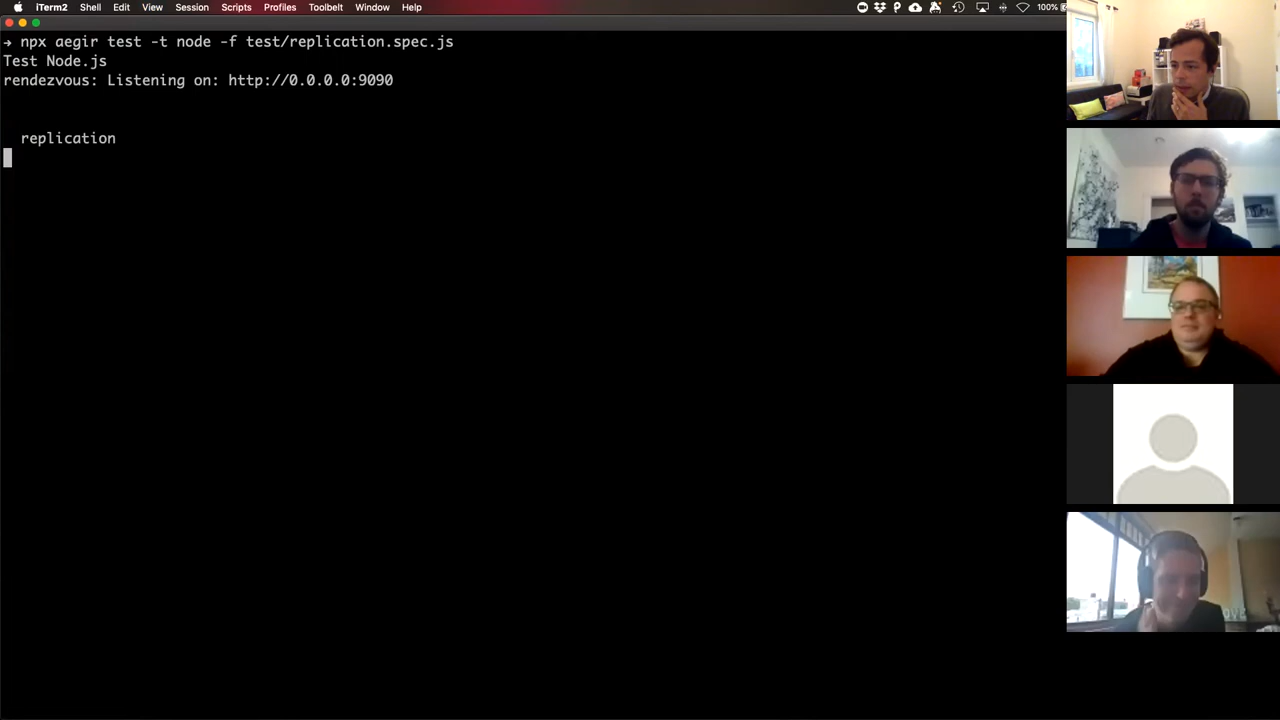 iTerm2 Shell Edit View Session Scripts Profiles Toolbelt Window Help 100%
→ npx aegir test -t node -f test/replication.spec.js
Test Node.js
rendezvous: Listening on: http://0.0.0.0:9090
replication